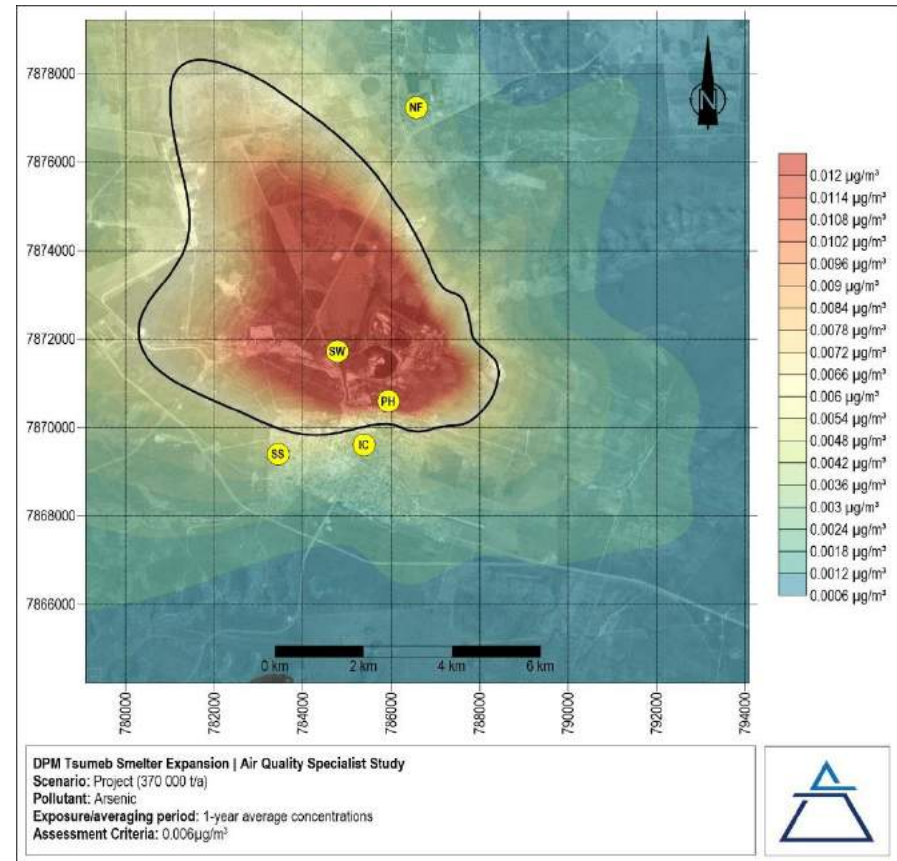 7878000
7876000
7874000
7872000
7870000
7868000
7866000
NF
N
SW
PH
IC
SS
0 km 2 km 4 km 6 km
780000 782000 784000 786000 788000 790000 792000 794000
0.012 µg/m³
0.0114 µg/m³
0.0108 µg/m³
0.0102 µg/m³
0.0096 µg/m³
0.009 µg/m³
0.0084 µg/m³
0.0078 µg/m³
0.0072 µg/m³
0.0066 µg/m³
0.006 µg/m³
0.0054 µg/m³
0.0048 µg/m³
0.0042 µg/m³
0.0036 µg/m³
0.003 µg/m³
0.0024 µg/m³
0.0018 µg/m³
0.0012 µg/m³
0.0006 µg/m³
DPM Tsumeb Smelter Expansion | Air Quality Specialist Study
Scenario: Project (370 000 t/a)
Pollutant: Arsenic
Exposure/averaging period: 1-year average concentrations
Assessment Criteria: 0.006µg/m³